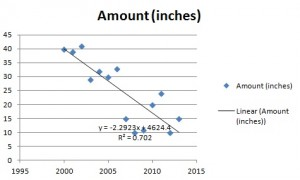 Amount (inches)
45
40
35
30
25
20
15
10
5
0
1995
2000
2005
2010
2015
y = -2.2923x + 4624.4
R² = 0.702
Amount (inches)
Linear (Amount
(inches))